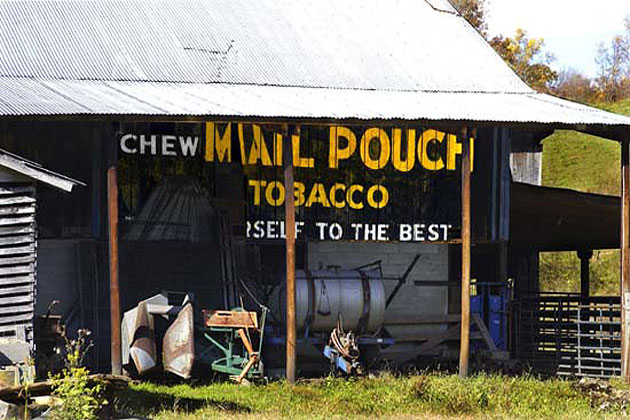 CHEW MAIL POUCH
TOBACCO
RSELF TO THE BEST